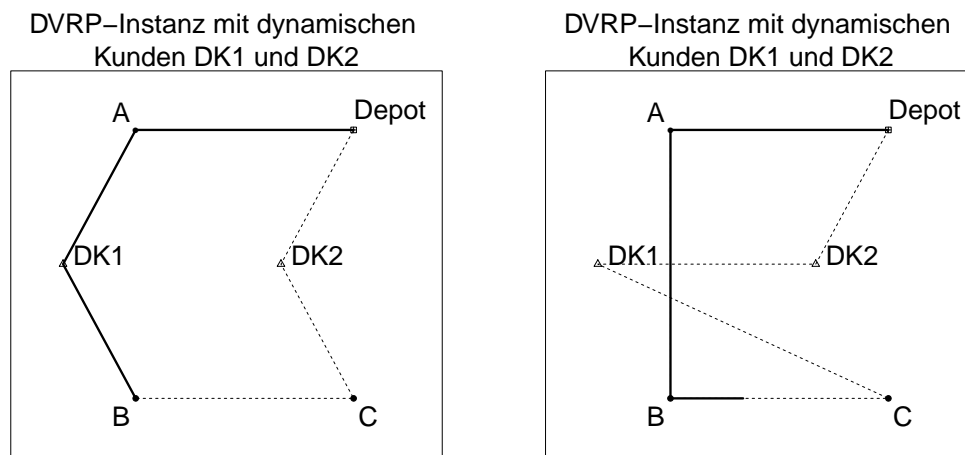 DVRP−Instanz mit dynamischen
Kunden DK1 und DK2
A
Depot
DK1
DK2
B
C
DVRP−Instanz mit dynamischen
Kunden DK1 und DK2
A
Depot
DK1
DK2
B
C